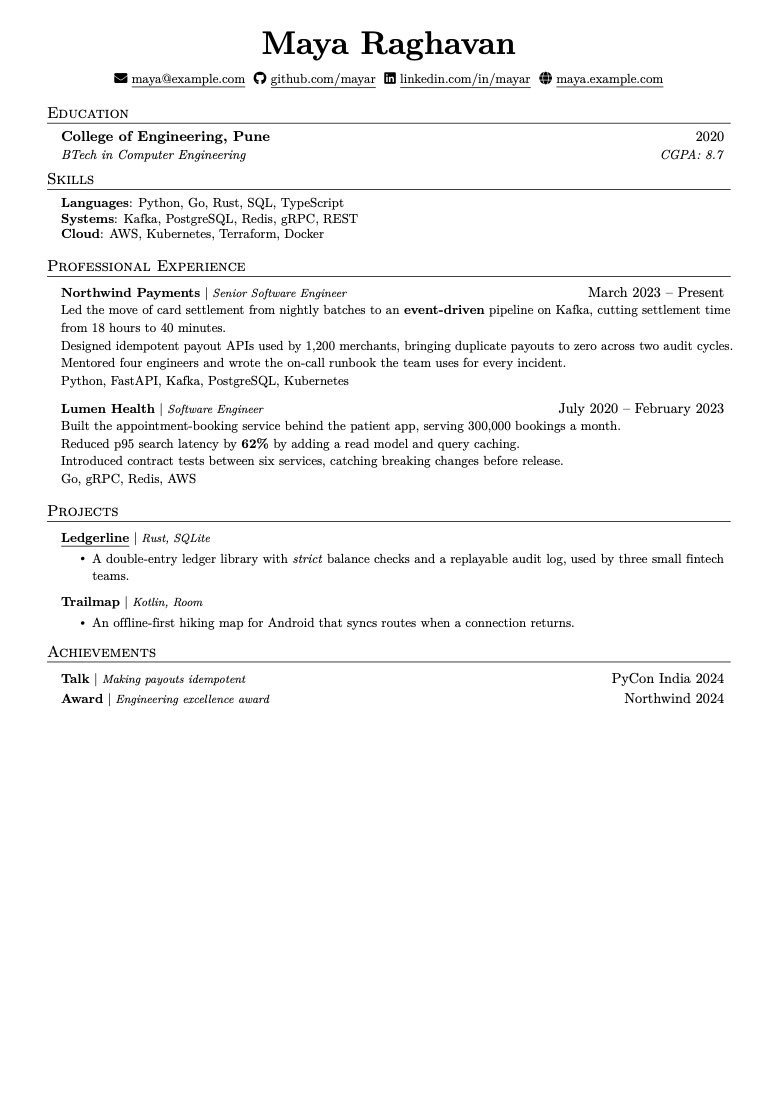 Maya Raghavan
maya@example.com github.com/mayar linkedin.com/in/mayar maya.example.com
Education
College of Engineering, Pune 2020
BTech in Computer Engineering CGPA: 8.7
Skills
Languages: Python, Go, Rust, SQL, TypeScript
Systems: Kafka, PostgreSQL, Redis, gRPC, REST
Cloud: AWS, Kubernetes, Terraform, Docker
Professional Experience
Northwind Payments | Senior Software Engineer March 2023 – Present
Led the move of card settlement from nightly batches to an event-driven pipeline on Kafka, cutting settlement time
from 18 hours to 40 minutes.
Designed idempotent payout APIs used by 1,200 merchants, bringing duplicate payouts to zero across two audit cycles.
Mentored four engineers and wrote the on-call runbook the team uses for every incident.
Python, FastAPI, Kafka, PostgreSQL, Kubernetes
Lumen Health | Software Engineer July 2020 – February 2023
Built the appointment-booking service behind the patient app, serving 300,000 bookings a month.
Reduced p95 search latency by 62% by adding a read model and query caching.
Introduced contract tests between six services, catching breaking changes before release.
Go, gRPC, Redis, AWS
Projects
Ledgerline | Rust, SQLite
• A double-entry ledger library with strict balance checks and a replayable audit log, used by three small fintech
teams.
Trailmap | Kotlin, Room
• An offline-first hiking map for Android that syncs routes when a connection returns.
Achievements
Talk | Making payouts idempotent PyCon India 2024
Award | Engineering excellence award Northwind 2024